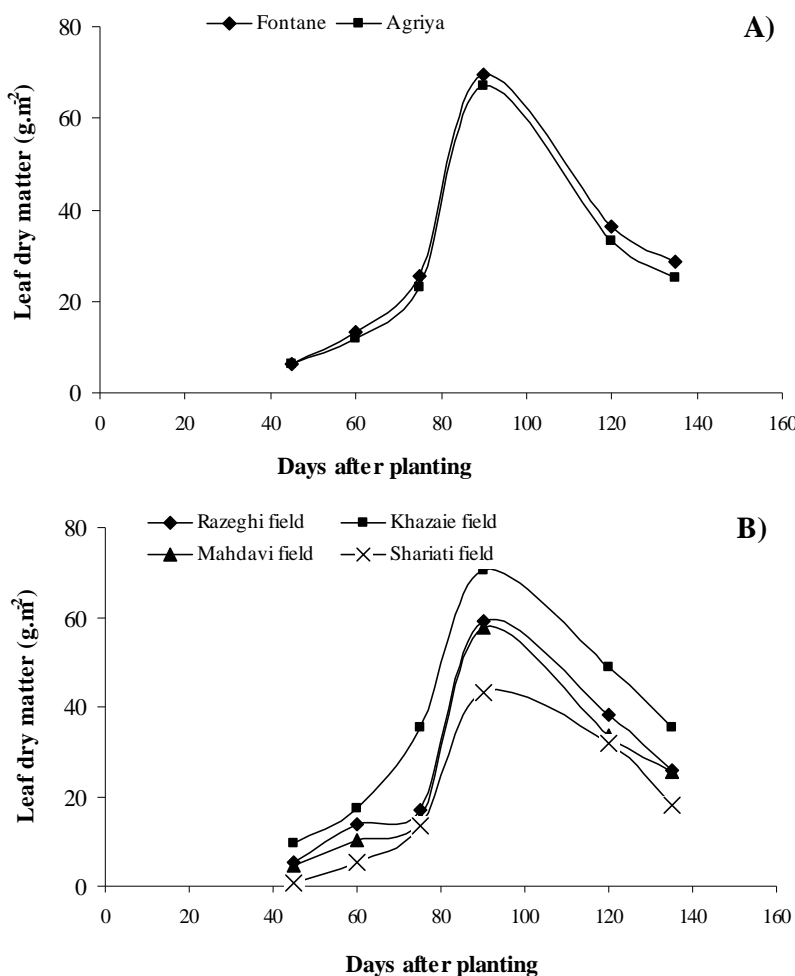 Fontane Agriya A)
80
60
40
20
0
0 20 40 60 80 100 120 140 160
Leaf dry matter (g.m⁻²)
Days after planting
Razeghi field Khazaie field B)
Mahdavi field Shariati field
80
60
40
20
0
0 20 40 60 80 100 120 140 160
Leaf dry matter (g.m⁻²)
Days after planting